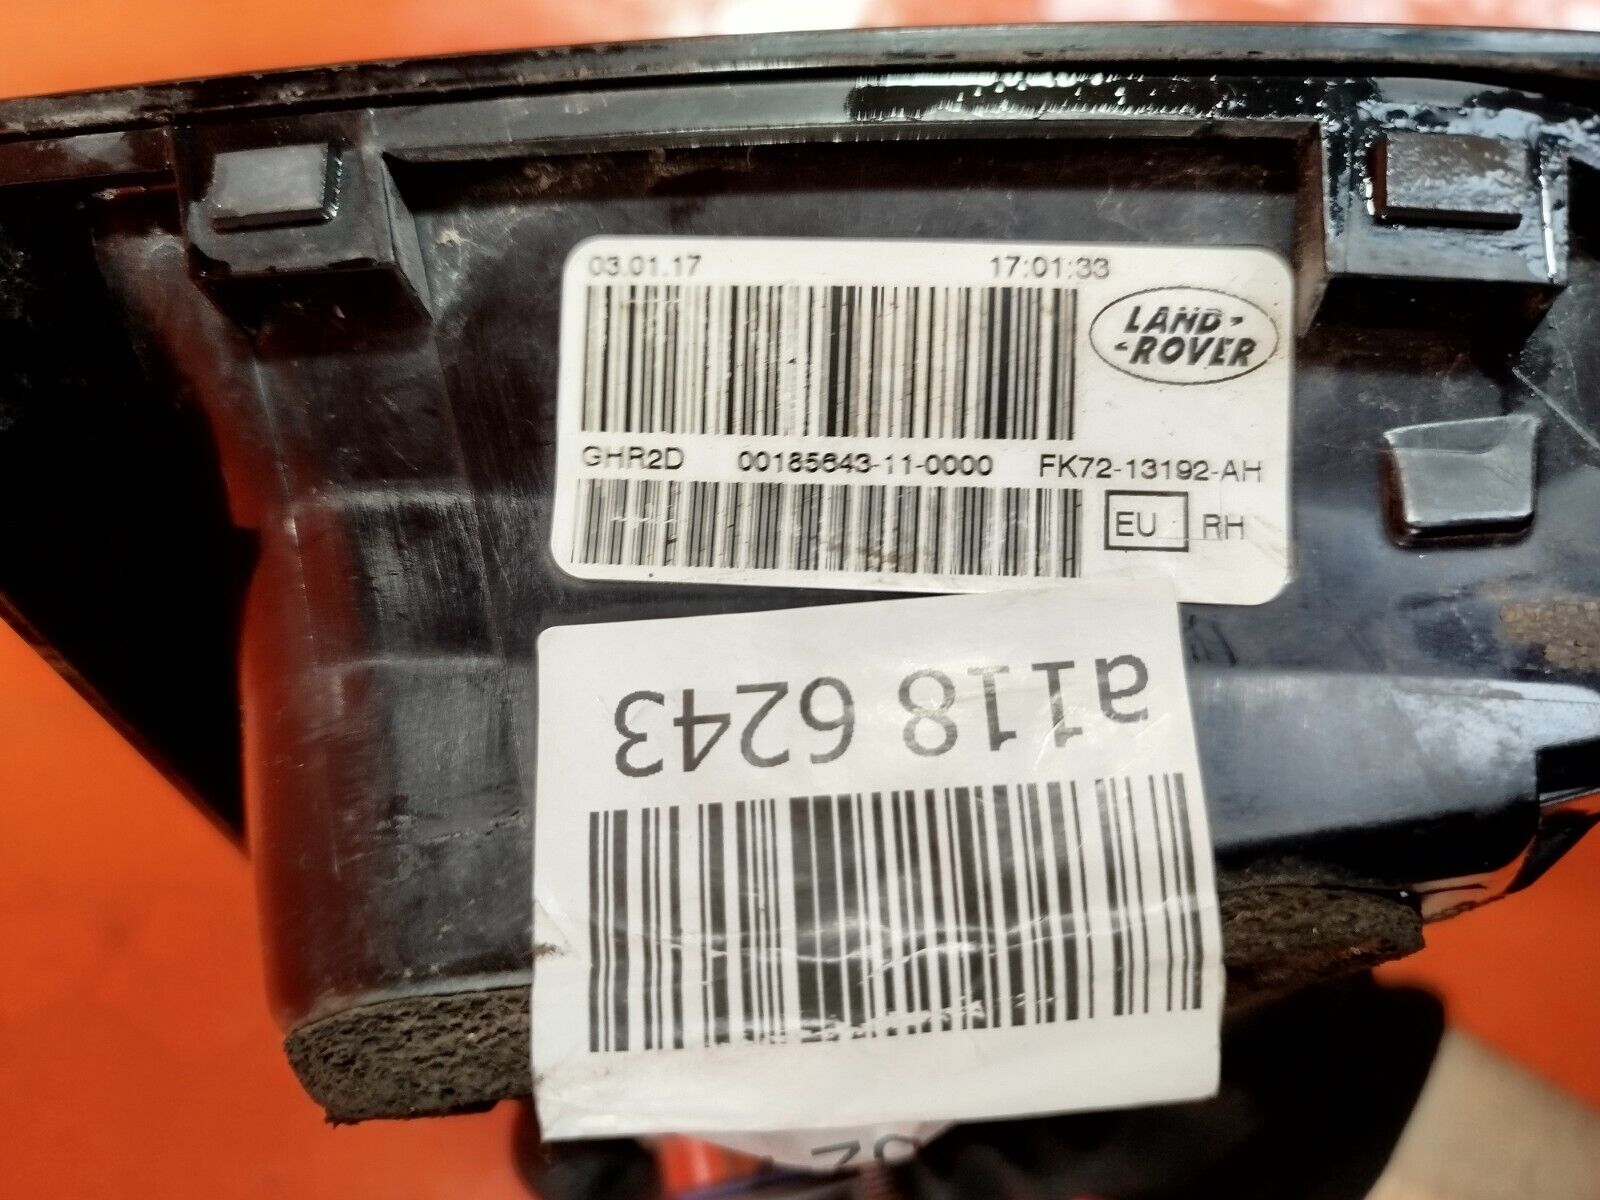 03.01.17 17:01:33
LAND-
-ROVER
GHR2D 00185643-11-0000 FK72-13192-AH
EU RH
a118 6243